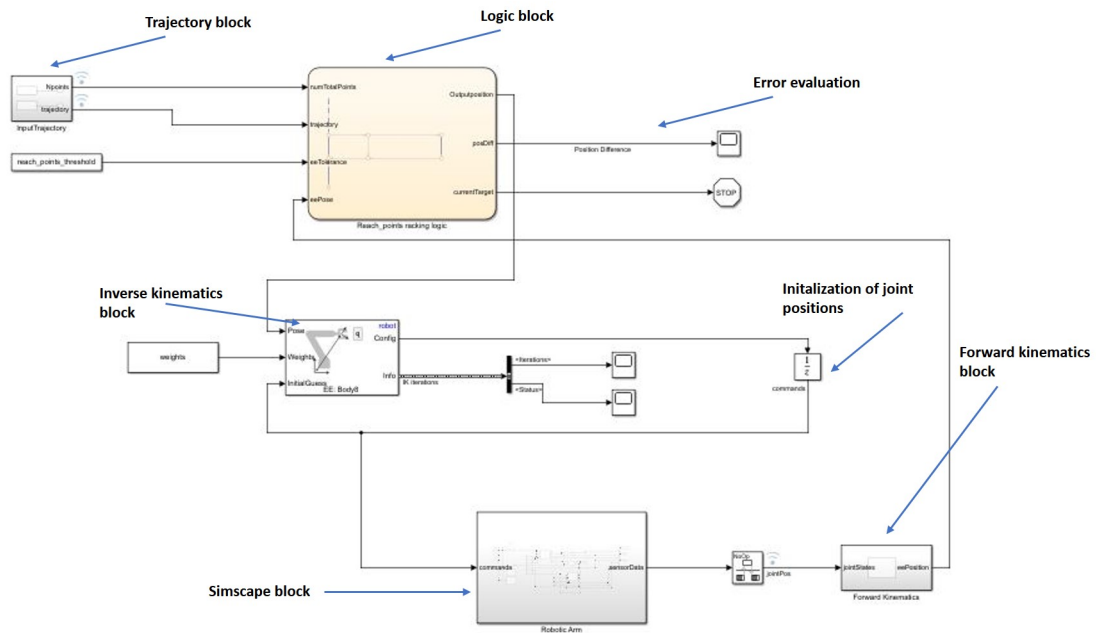 Trajectory block
Logic block
Error evaluation
Npoints
trajectory
InputTrajectory
reach_points_threshold
numTotalPoints
trajectory
eeTolerance
eePose
Outputposition
posDiff
currentTarget
Reach_points racking logic
Position Difference
STOP
Inverse kinematics
block
Initalization of joint
positions
Forward kinematics
block
weights
Pose
Weights
InitialGuess
robot
Config
Info
EE: Body8
q
IK iterations
<Iterations>
<Status>
1
z
commands
Simscape block
commands
sensorData
Robotic Arm
NoOp
jointPos
jointStates
eePosition
Forward Kinematics